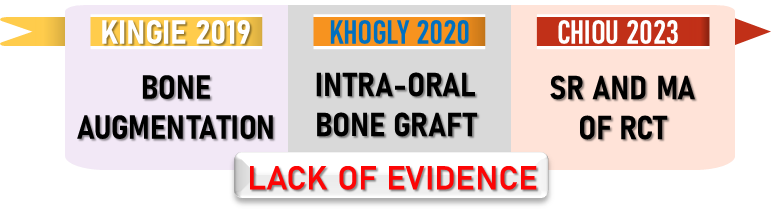 KINGIE 2019
BONE
AUGMENTATION
KHOGLY 2020
INTRA-ORAL
BONE GRAFT
CHIOU 2023
SR AND MA
OF RCT
LACK OF EVIDENCE